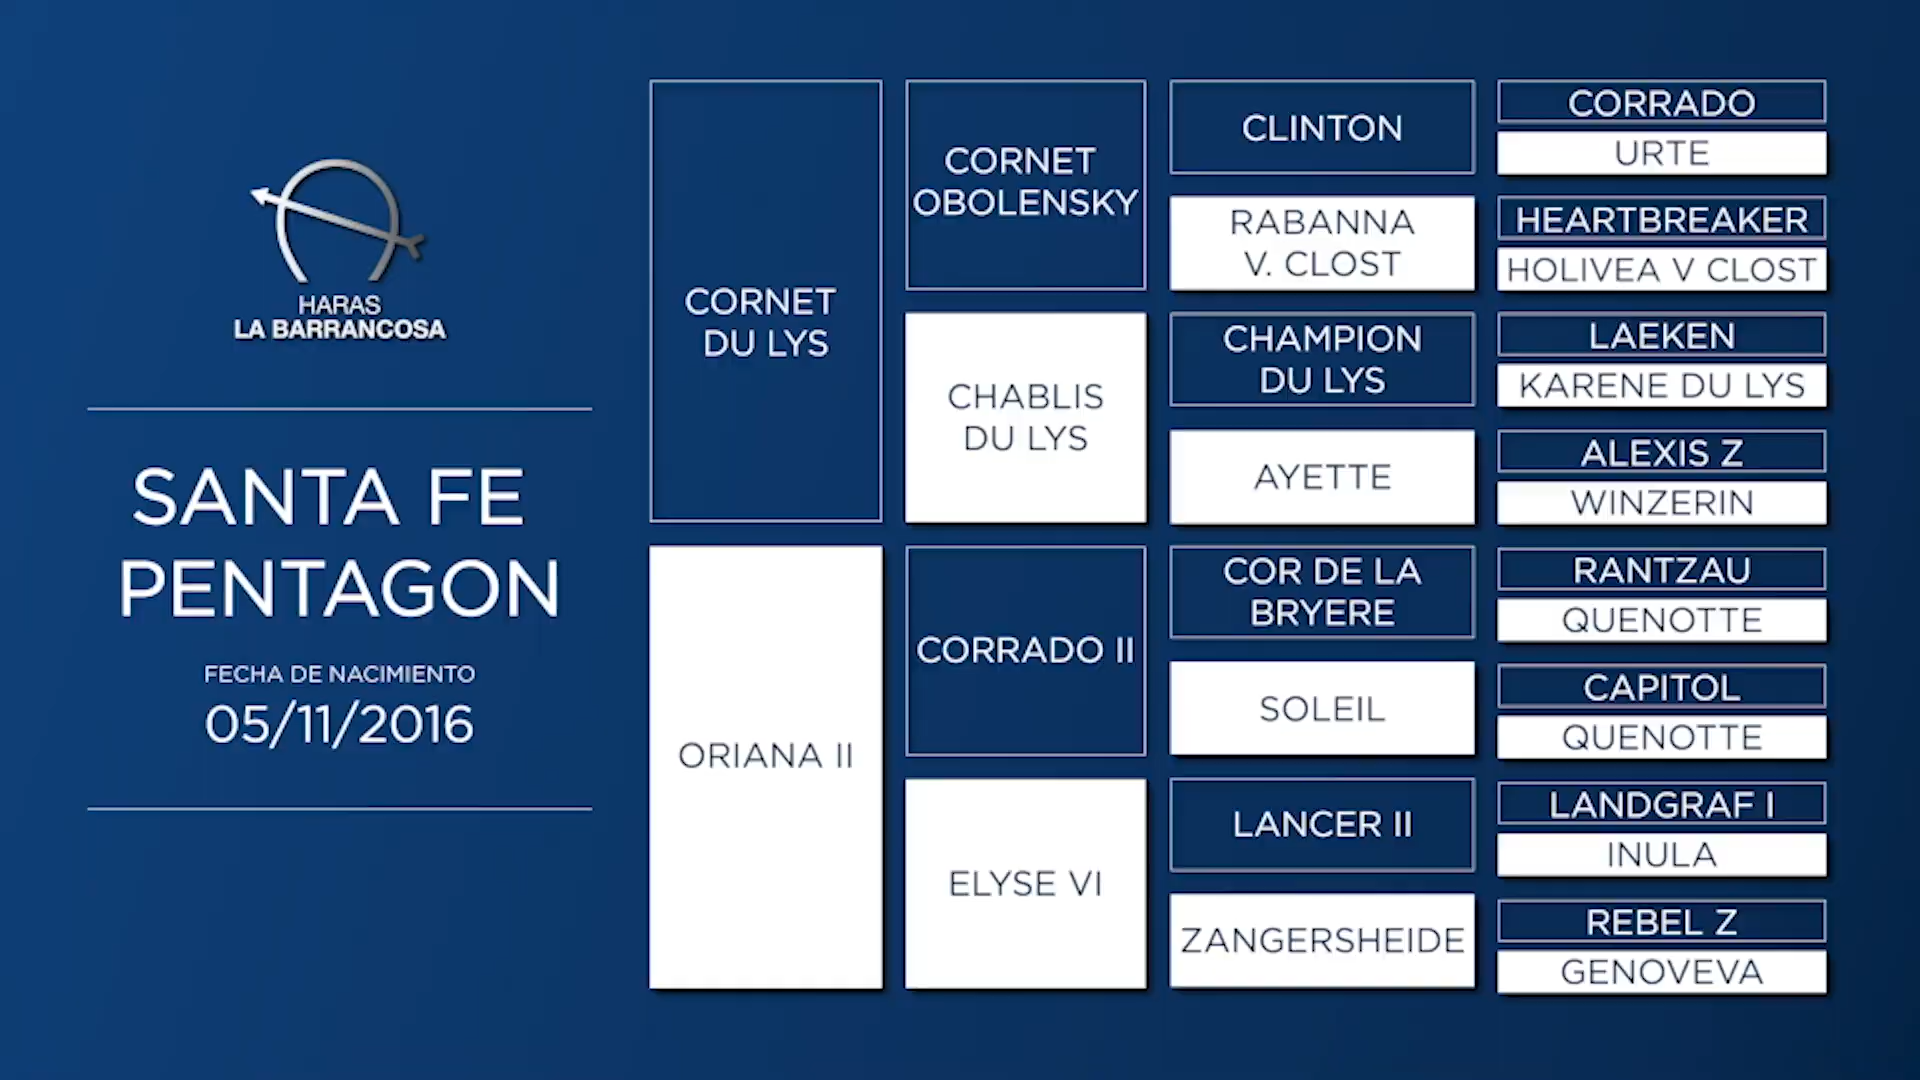 HARAS
LA BARRANCOSA
SANTA FE
PENTAGON
FECHA DE NACIMIENTO
05/11/2016
CORNET
DU LYS
ORIANA II
CORNET
OBOLENSKY
CHABLIS
DU LYS
CORRADO II
ELYSE VI
CLINTON
RABANNA
V. CLOST
CHAMPION
DU LYS
AYETTE
COR DE LA
BRYERE
SOLEIL
LANCER II
ZANGERSHEIDE
CORRADO
URTE
HEARTBREAKER
HOLIVEA V CLOST
LAEKEN
KARENE DU LYS
ALEXIS Z
WINZERIN
RANTZAU
QUENOTTE
CAPITOL
QUENOTTE
LANDGRAF I
INULA
REBEL Z
GENOVEVA